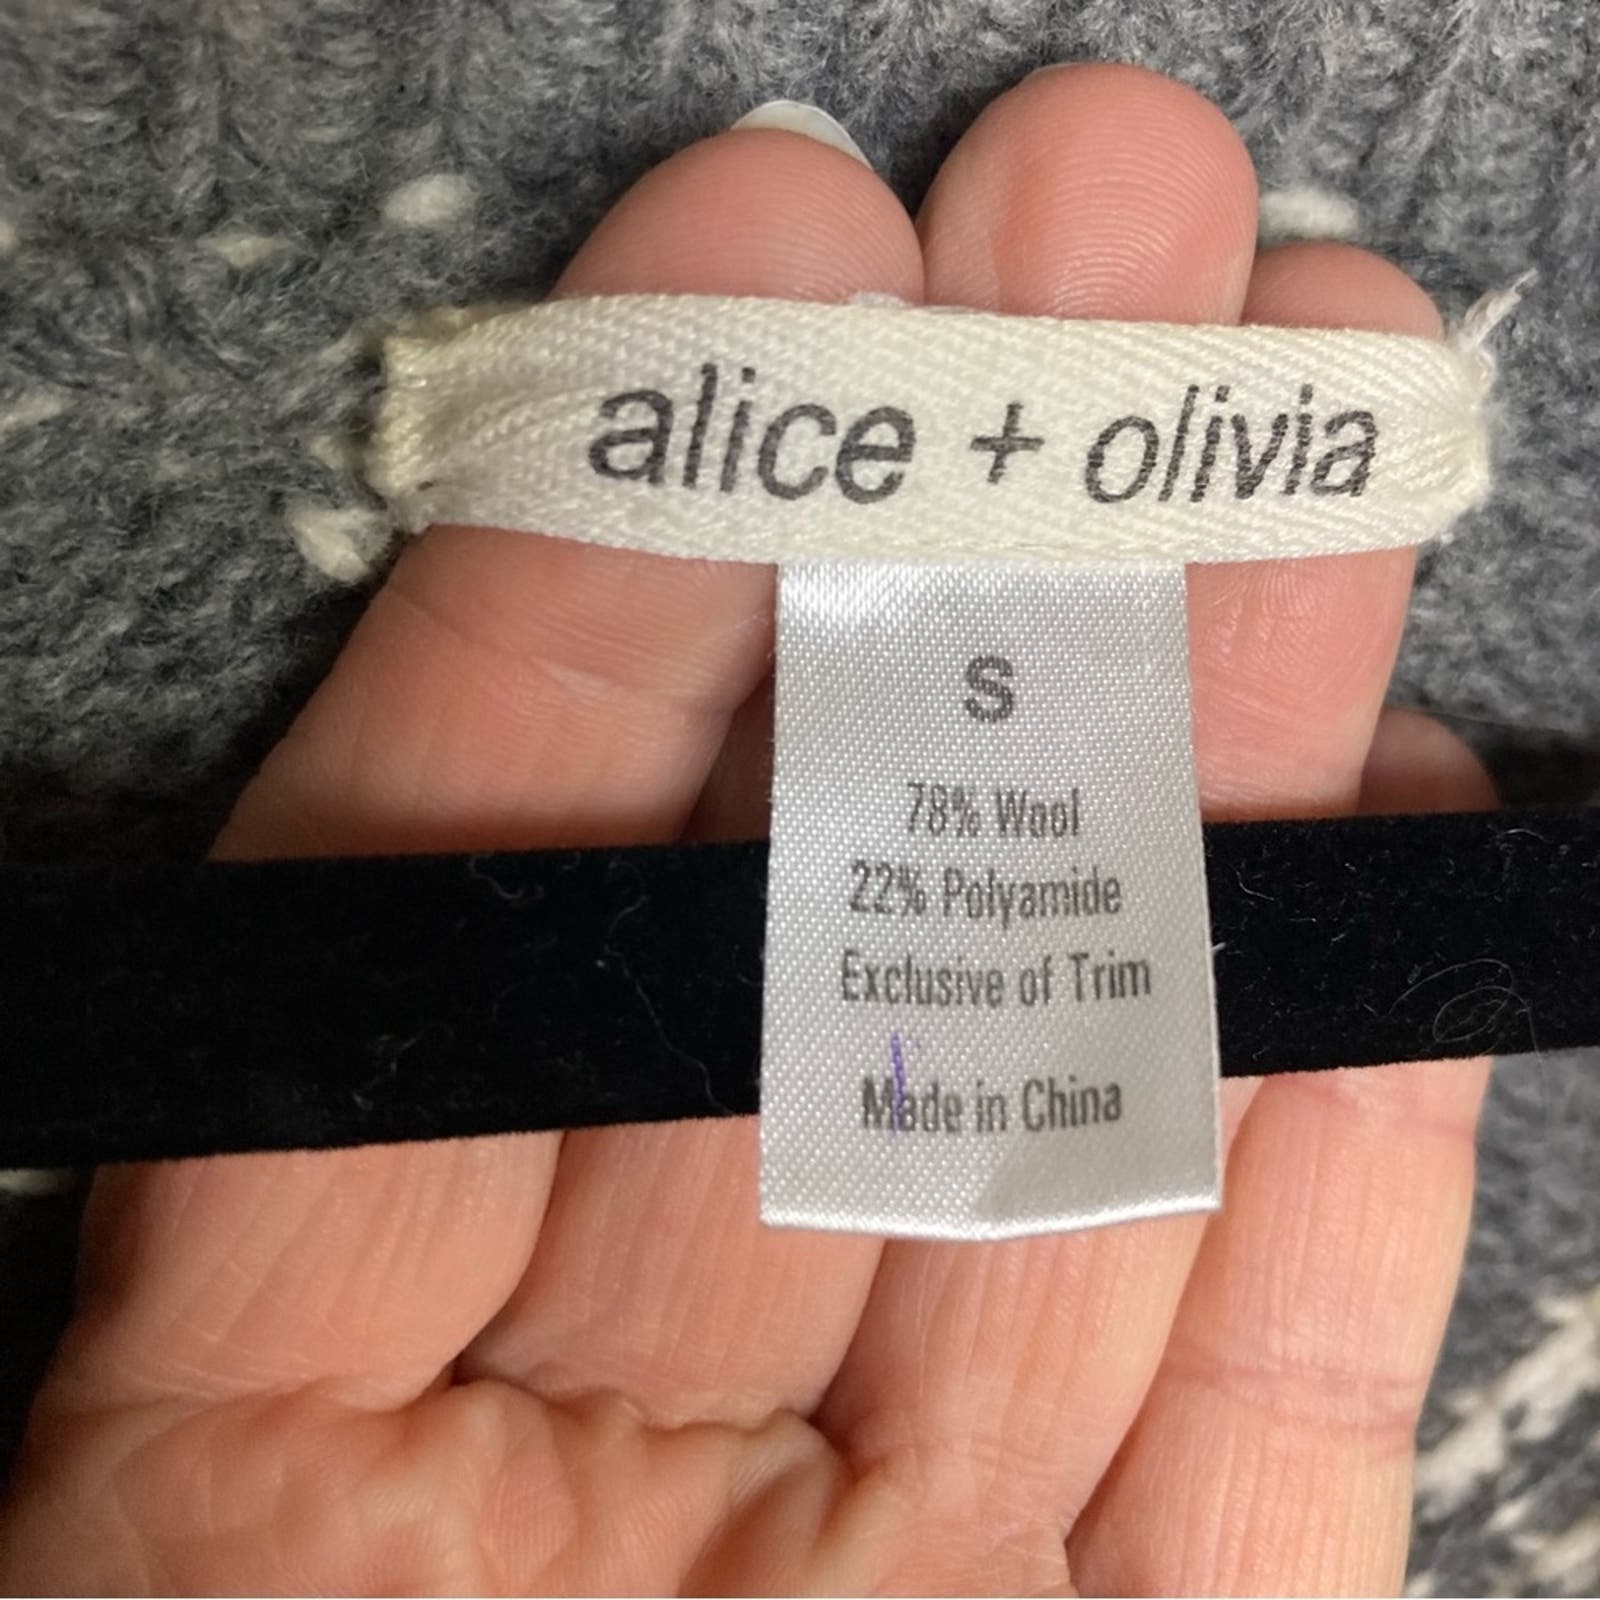 alice + olivia
S
78% Wool
22% Polyamide
Exclusive of Trim
Made in China